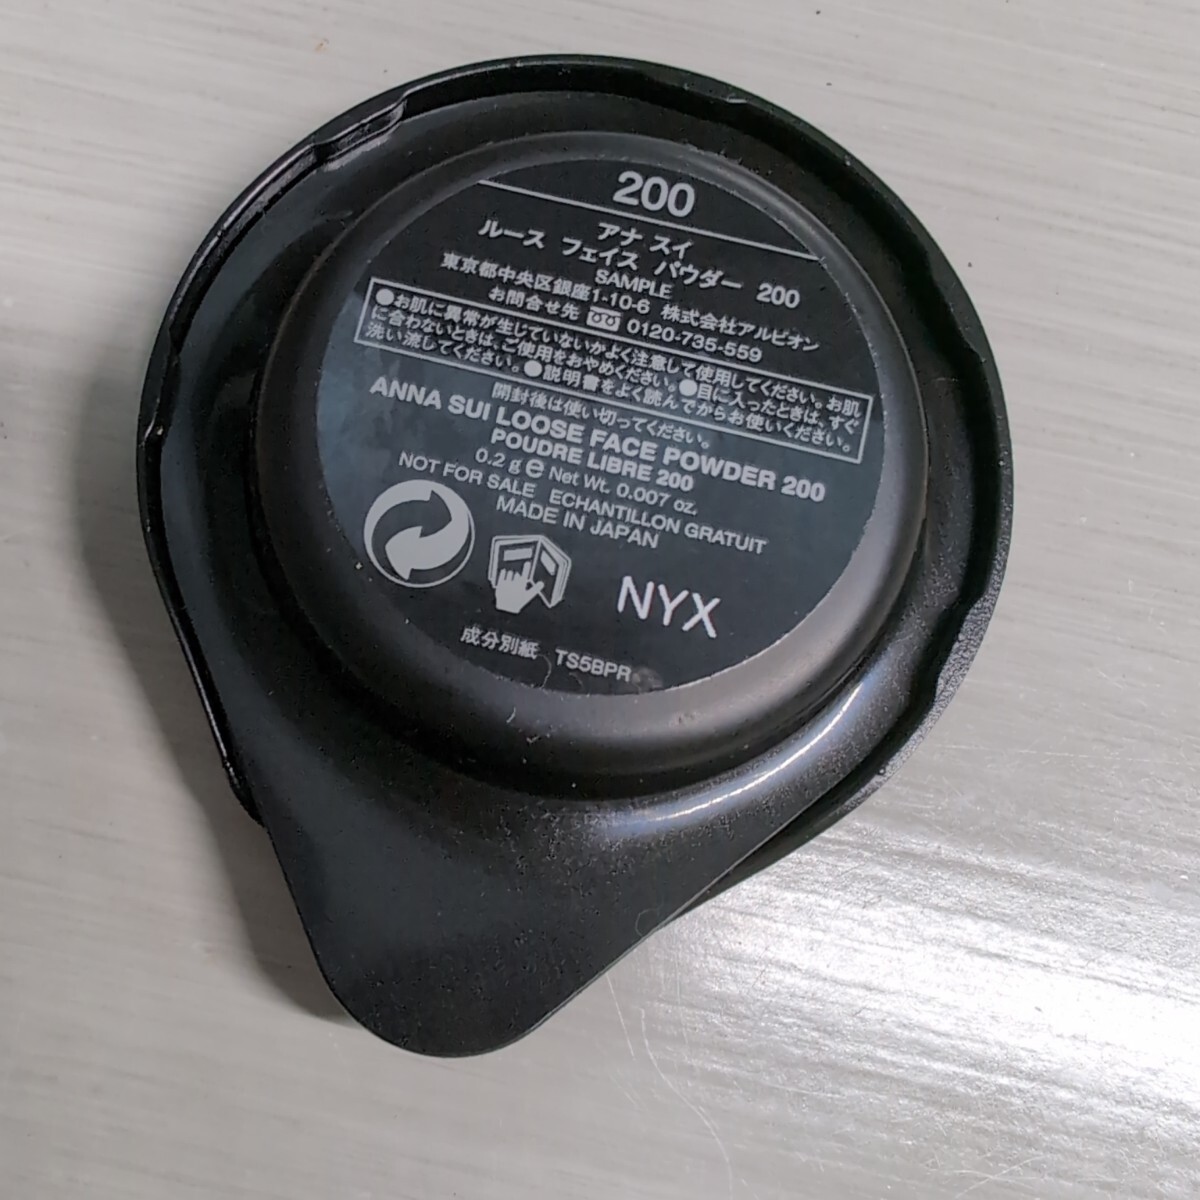 200
アナ スイ
ルース フェイス パウダー 200
SAMPLE
東京都中央区銀座1-10-6 株式会社アルビオン
お問合せ先 0120-735-559
●お肌に異常が生じていないかよく注意して使用してください。お肌
に合わないときは、ご使用をおやめください。●目に入ったときは、すぐ
洗い流してください。●説明書をよく読んでからお使いください。
開封後は使い切ってください。
ANNA SUI LOOSE FACE POWDER 200
POUDRE LIBRE 200
0.2 g ℮ Net Wt. 0.007 oz.
NOT FOR SALE ECHANTILLON GRATUIT
MADE IN JAPAN
NYX
成分別紙 TS5BPR